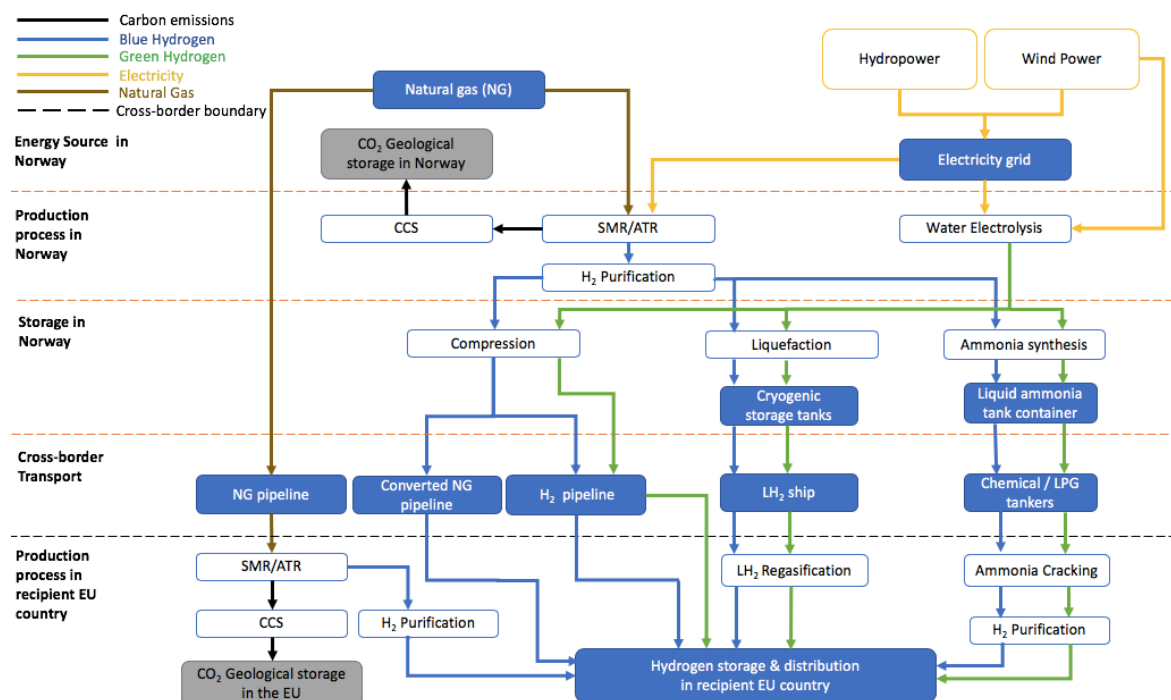 Carbon emissions
Blue Hydrogen
Green Hydrogen
Electricity
Natural Gas
Cross-border boundary
Hydropower
Wind Power
Natural gas (NG)
Energy Source in
Norway
CO₂ Geological
storage in Norway
Electricity grid
Production
process in
Norway
CCS
SMR/ATR
Water Electrolysis
H₂ Purification
Storage in
Norway
Compression
Liquefaction
Ammonia synthesis
Cryogenic
storage tanks
Liquid ammonia
tank container
Cross-border
Transport
NG pipeline
Converted NG
pipeline
H₂ pipeline
LH₂ ship
Chemical / LPG
tankers
Production
process in
recipient EU
country
SMR/ATR
LH₂ Regasification
Ammonia Cracking
CCS
H₂ Purification
H₂ Purification
CO₂ Geological storage
in the EU
Hydrogen storage & distribution
in recipient EU country